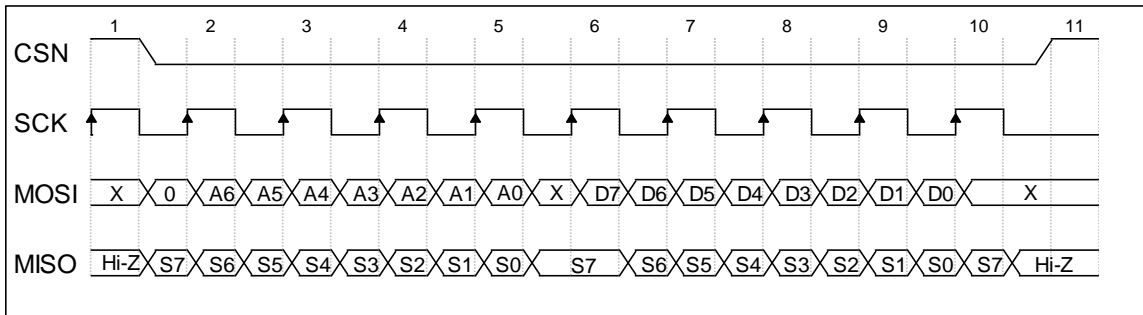 1 2 3 4 5 6 7 8 9 10 11
CSN
SCK
MOSI X 0 A6 A5 A4 A3 A2 A1 A0 X D7 D6 D5 D4 D3 D2 D1 D0 X
MISO Hi-Z S7 S6 S5 S4 S3 S2 S1 S0 S7 S6 S5 S4 S3 S2 S1 S0 S7 Hi-Z